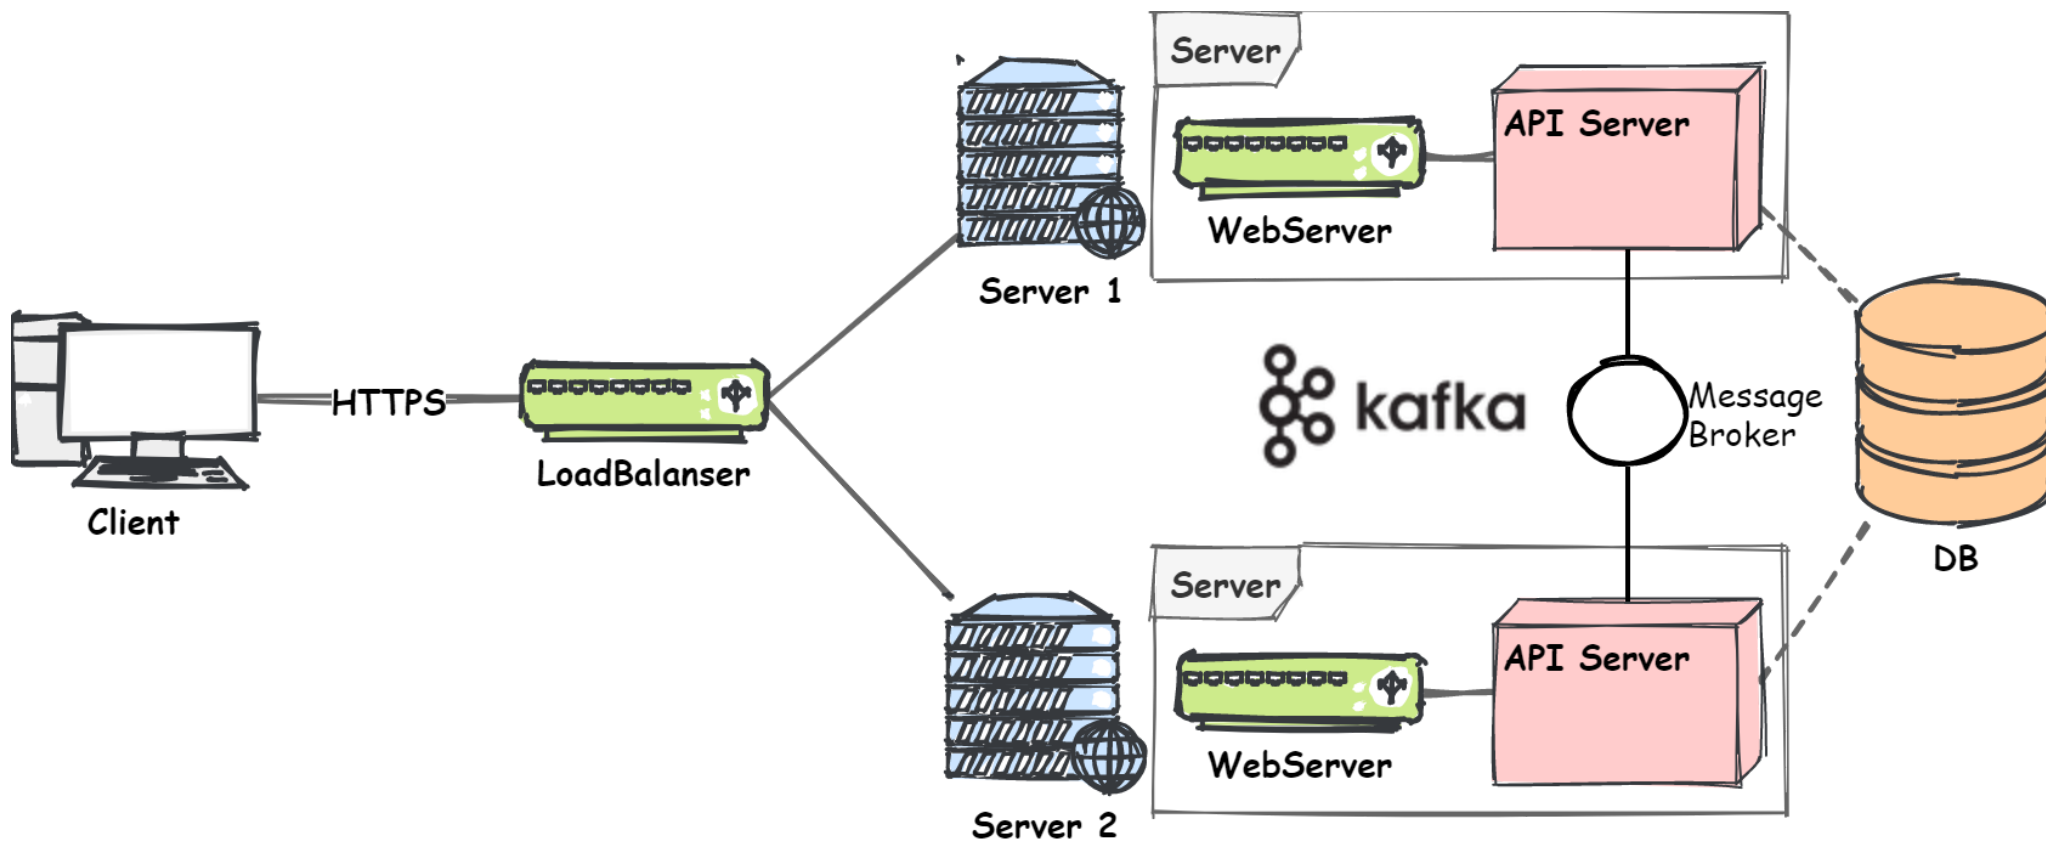 Client
HTTPS
LoadBalanser
Server 1
Server
WebServer
API Server
kafka
Message
Broker
DB
Server 2
Server
WebServer
API Server